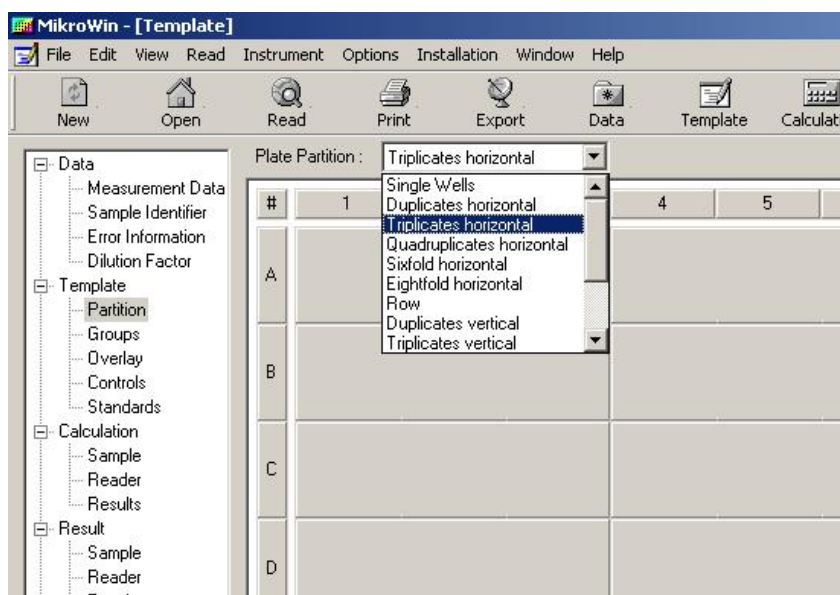 MikroWin - [Template]
File Edit View Read Instrument Options Installation Window Help
New Open Read Print Export Data Template Calculat
Data
Measurement Data
Sample Identifier
Error Information
Dilution Factor
Template
Partition
Groups
Overlay
Controls
Standards
Calculation
Sample
Reader
Results
Result
Sample
Reader
Plate Partition : Triplicates horizontal
Single Wells
Duplicates horizontal
Triplicates horizontal
Quadruplicates horizontal
Sixfold horizontal
Eightfold horizontal
Row
Duplicates vertical
Triplicates vertical
# 1 4 5
A
B
C
D